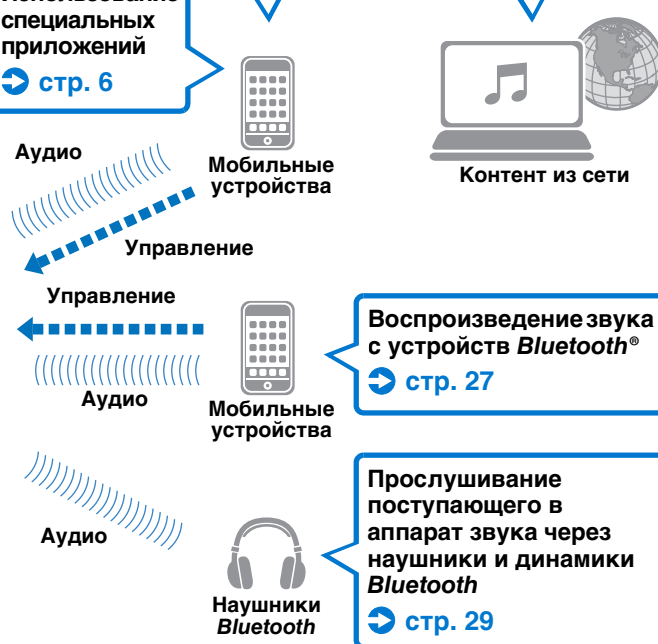 специальных
приложений
стр. 6
Аудио
Мобильные
устройства
Контент из сети
Управление
Управление
Аудио
Мобильные
устройства
Воспроизведение звука
с устройств Bluetooth®
стр. 27
Аудио
Наушники
Bluetooth
Прослушивание
поступающего в
аппарат звука через
наушники и динамики
Bluetooth
стр. 29